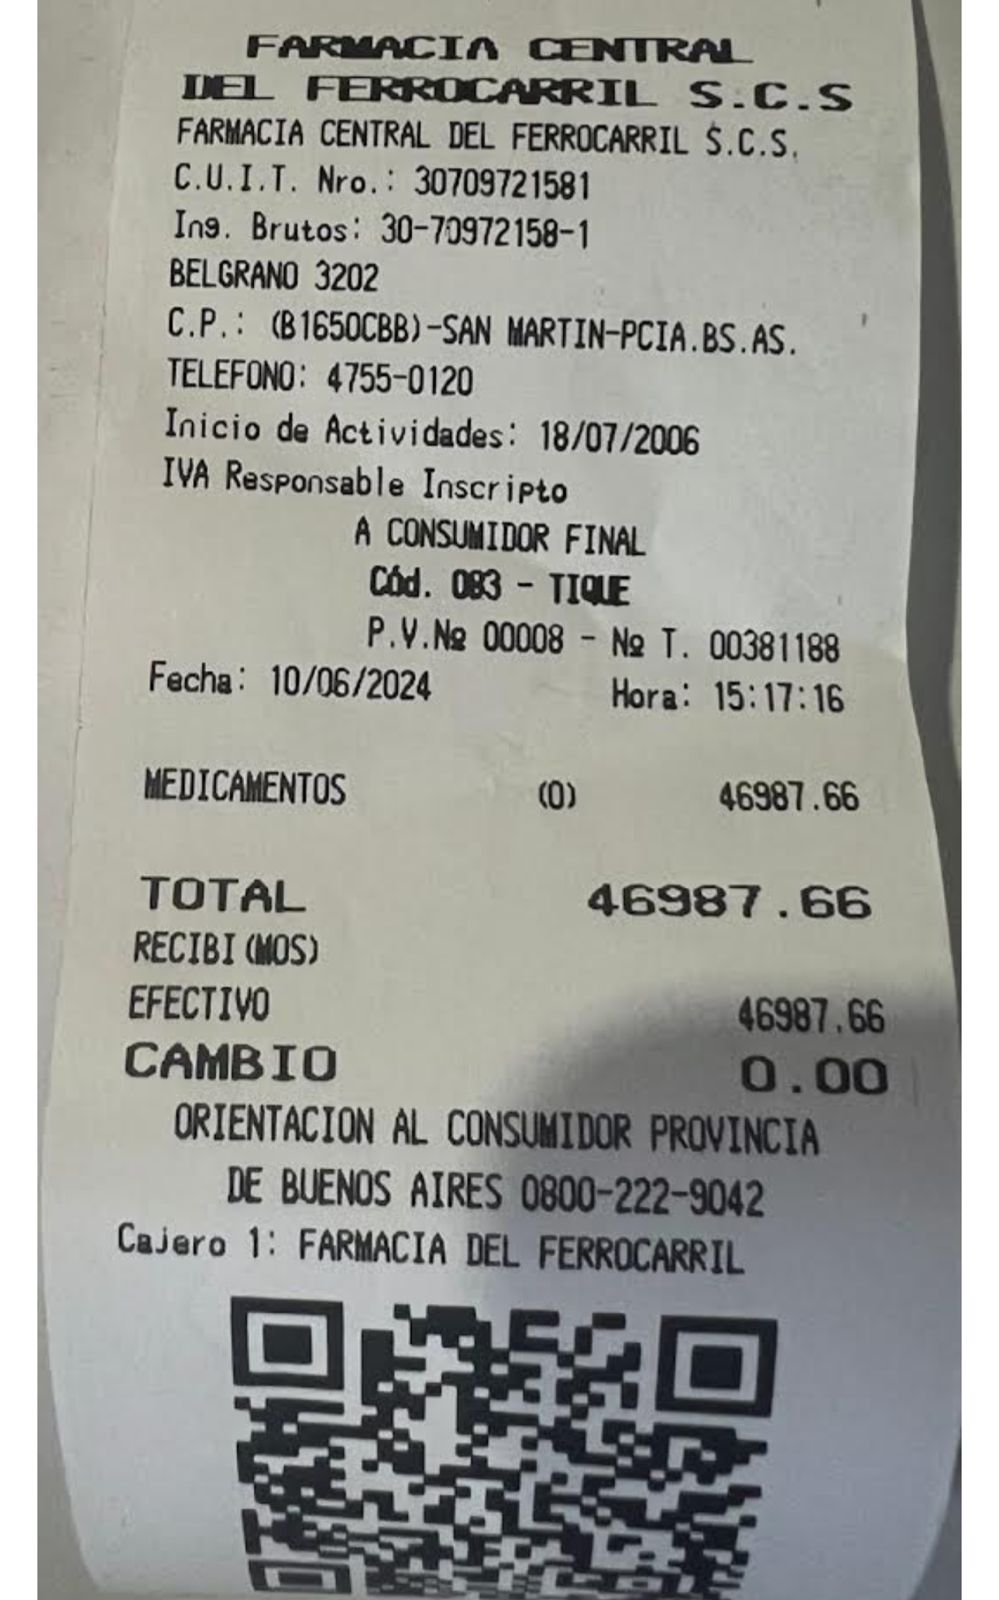 FARMACIA CENTRAL
DEL FERROCARRIL S.C.S
FARMACIA CENTRAL DEL FERROCARRIL S.C.S.
C.U.I.T. Nro.: 30709721581
Ing. Brutos: 30-70972158-1
BELGRANO 3202
C.P.: (B1650CBB)-SAN MARTIN-PCIA.BS.AS.
TELEFONO: 4755-0120
Inicio de Actividades: 18/07/2006
IVA Responsable Inscripto
A CONSUMIDOR FINAL
Cód. 083 - TIQUE
P.V.Nº 00008 - Nº T. 00381188
Fecha: 10/06/2024 Hora: 15:17:16
MEDICAMENTOS (0) 46987.66
TOTAL 46987.66
RECIBI(MOS)
EFECTIVO 46987.66
CAMBIO 0.00
ORIENTACION AL CONSUMIDOR PROVINCIA
DE BUENOS AIRES 0800-222-9042
Cajero 1: FARMACIA DEL FERROCARRIL